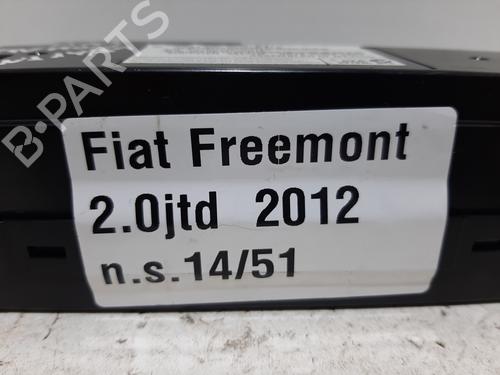 B-PARTS
Fiat Freemont
2.0jtd 2012
n.s.14/51